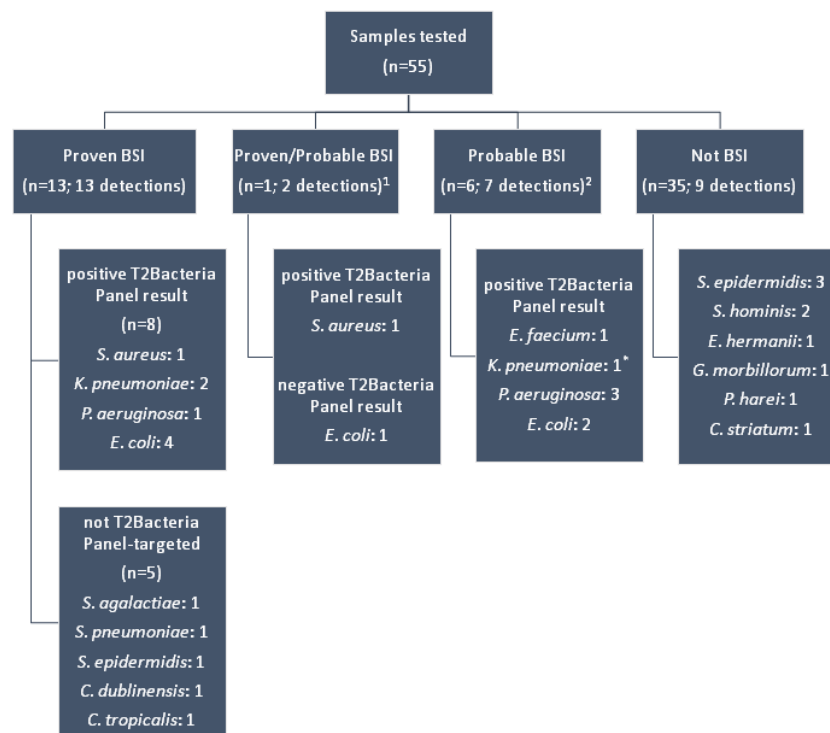 Samples tested
(n=55)
Proven BSI
(n=13; 13 detections)
Proven/Probable BSI
(n=1; 2 detections)¹
Probable BSI
(n=6; 7 detections)²
Not BSI
(n=35; 9 detections)
positive T2Bacteria
Panel result
(n=8)
S. aureus: 1
K. pneumoniae: 2
P. aeruginosa: 1
E. coli: 4
positive T2Bacteria
Panel result
S. aureus: 1
negative T2Bacteria
Panel result
E. coli: 1
positive T2Bacteria
Panel result
E. faecium: 1
K. pneumoniae: 1*
P. aeruginosa: 3
E. coli: 2
S. epidermidis: 3
S. hominis: 2
E. hermanii: 1
G. morbillorum: 1
P. harei: 1
C. striatum: 1
not T2Bacteria
Panel-targeted
(n=5)
S. agalactiae: 1
S. pneumoniae: 1
S. epidermidis: 1
C. dublinensis: 1
C. tropicalis: 1